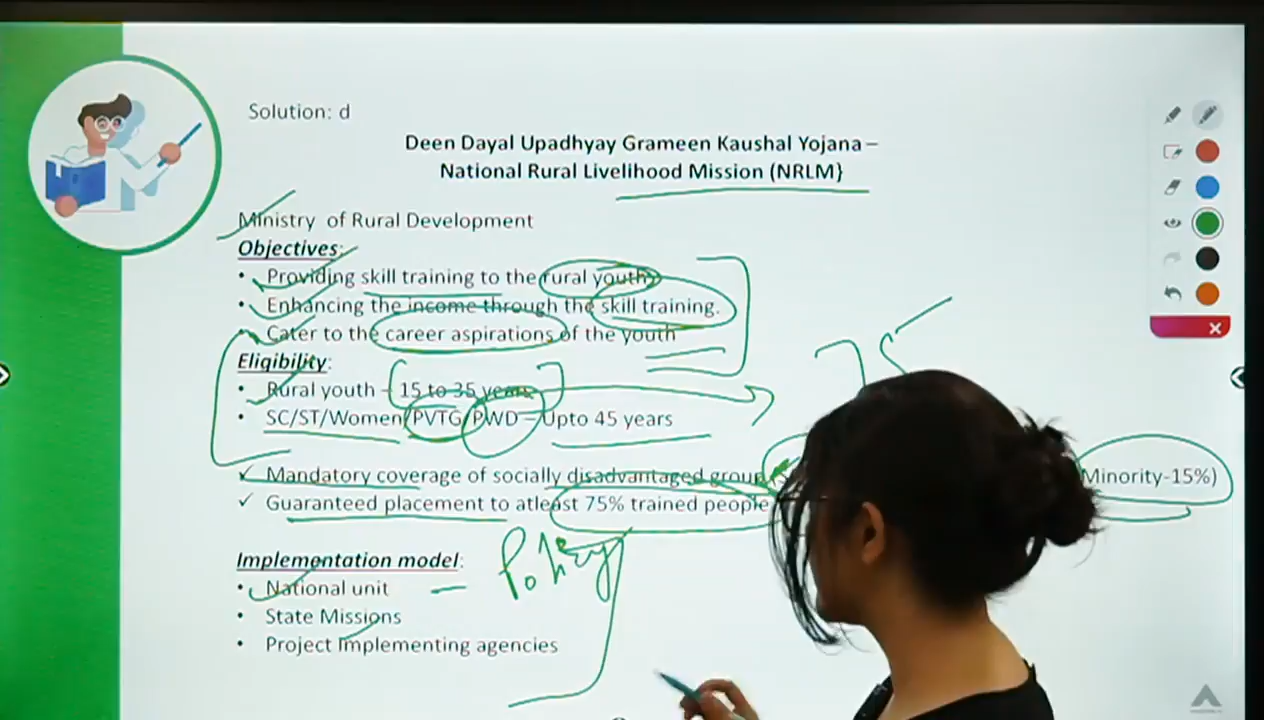 Solution: d
Deen Dayal Upadhyay Grameen Kaushal Yojana –
National Rural Livelihood Mission (NRLM}
Ministry of Rural Development
Objectives:
• Providing skill training to the rural youth
• Enhancing the income through the skill training.
• Cater to the career aspirations of the youth
Eligibility:
• Rural youth – 15 to 35 years
• SC/ST/Women/PVTG/PWD – Upto 45 years
✓ Mandatory coverage of socially disadvantaged group Minority-15%)
✓ Guaranteed placement to atleast 75% trained people
Implementation model:
• National unit — Policy
• State Missions
• Project Implementing agencies